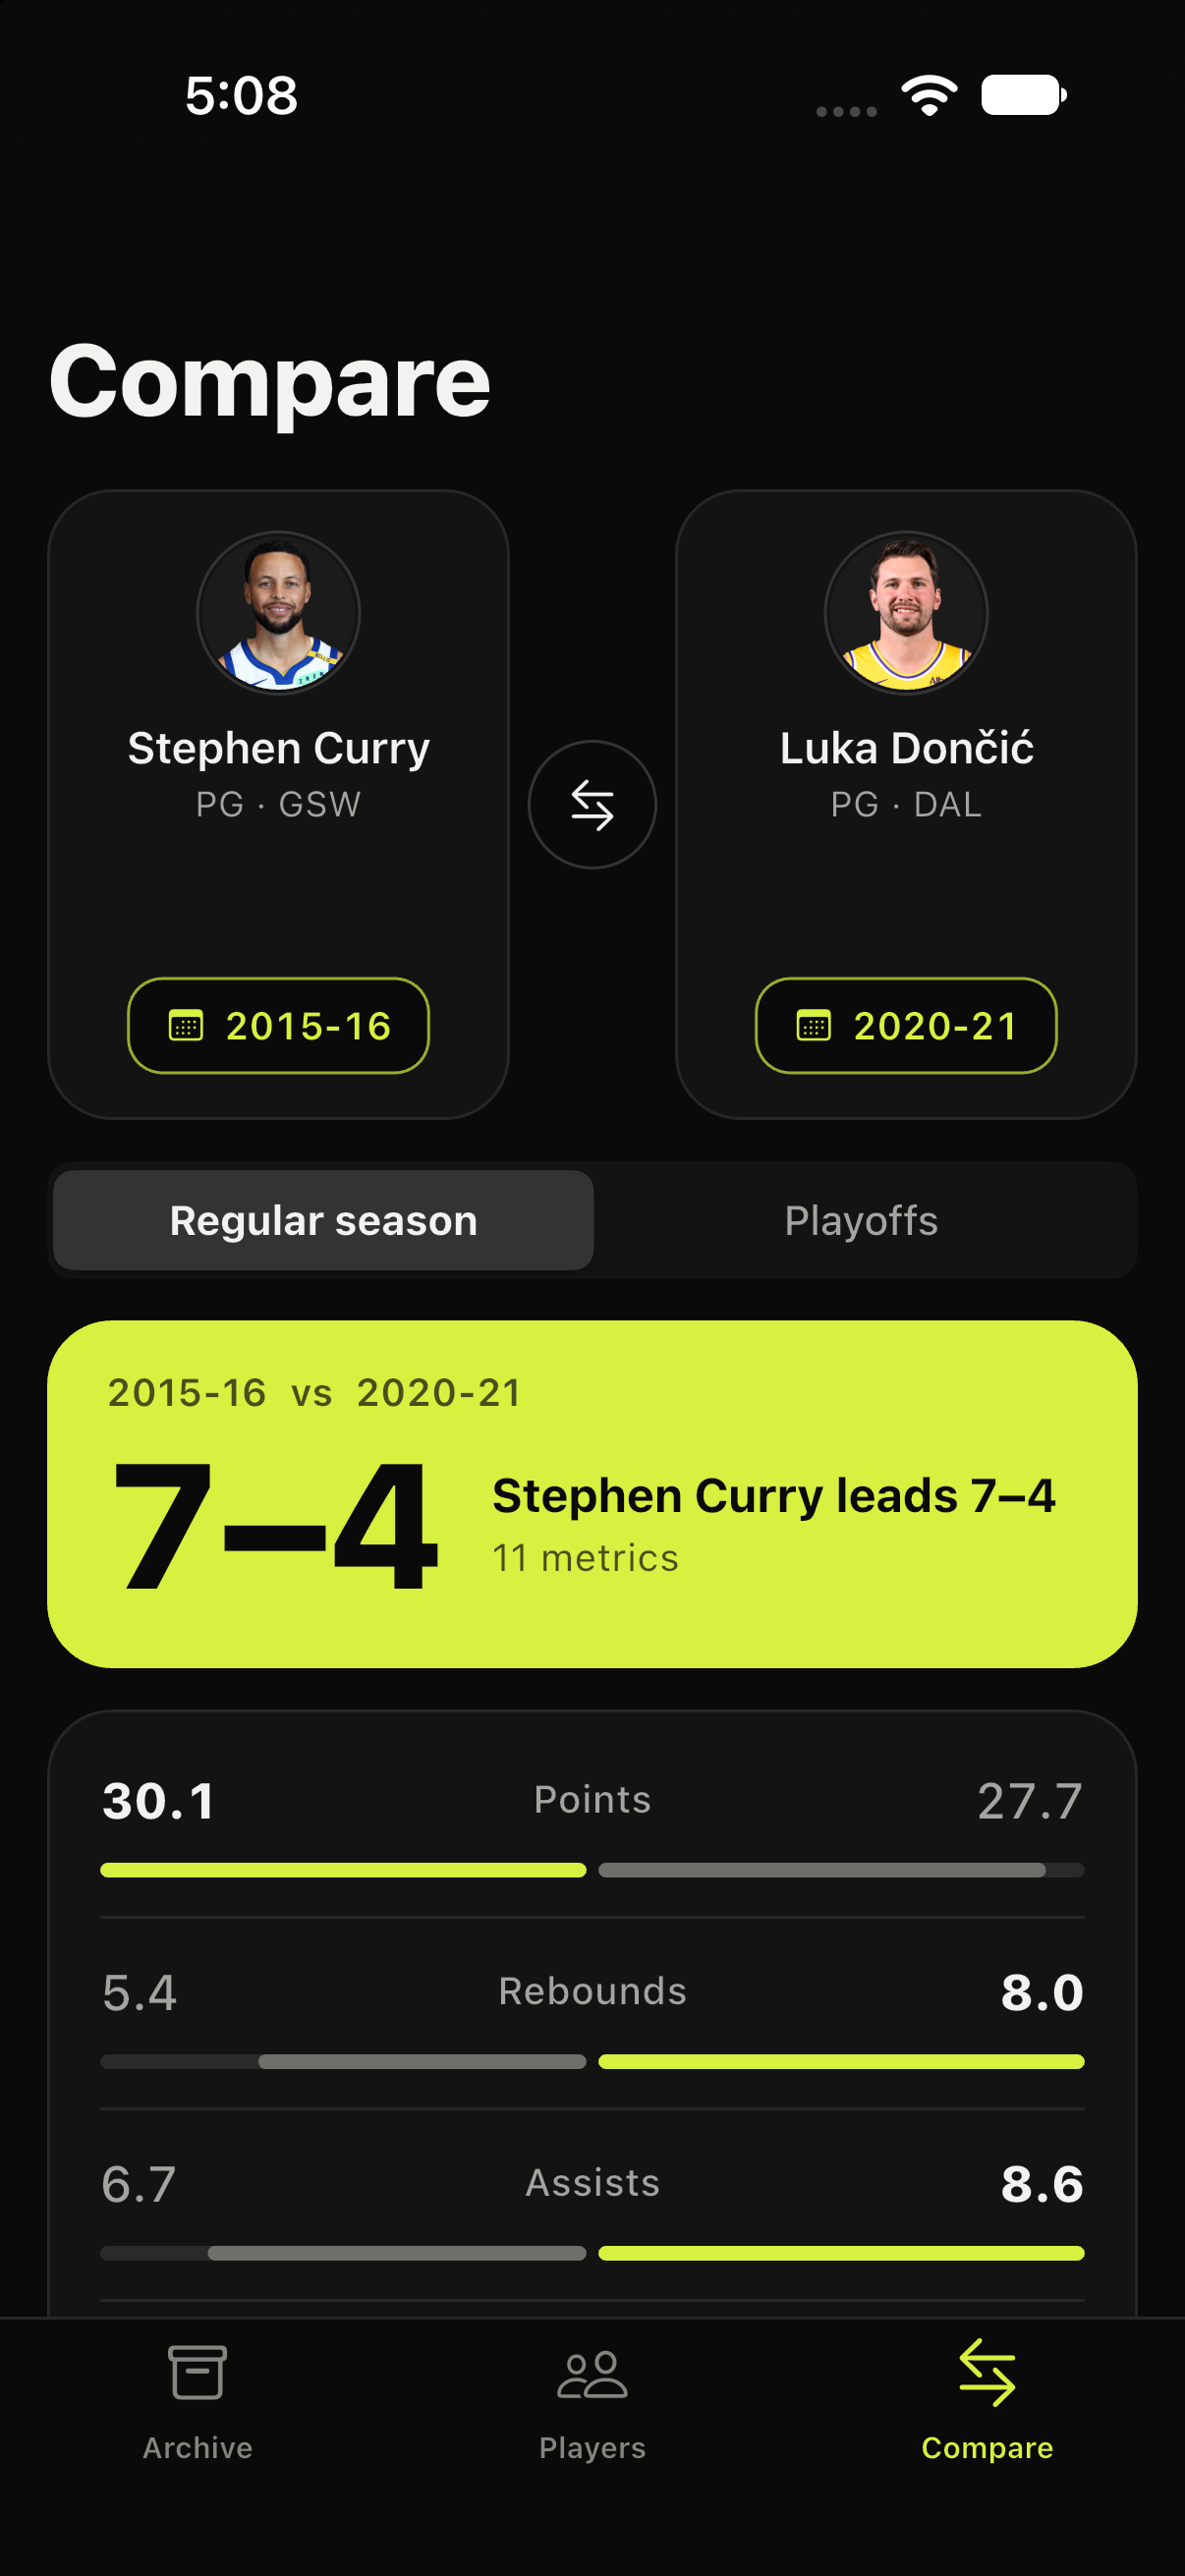 5:08
Compare
Stephen Curry
PG · GSW
2015-16
Luka Dončić
PG · DAL
2020-21
Regular season
Playoffs
2015-16 vs 2020-21
7–4
Stephen Curry leads 7–4
11 metrics
30.1 Points 27.7
5.4 Rebounds 8.0
6.7 Assists 8.6
Archive
Players
Compare